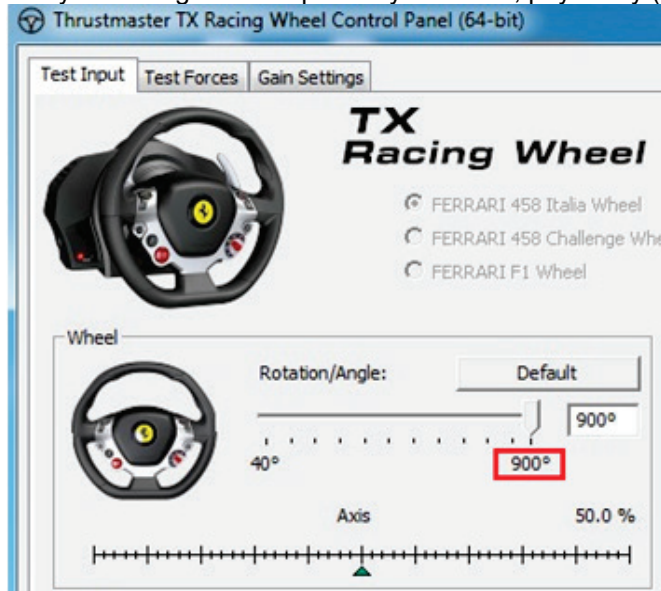 Thrustmaster TX Racing Wheel Control Panel (64-bit)
Test Input Test Forces Gain Settings
TX
Racing Wheel
FERRARI 458 Italia Wheel
FERRARI 458 Challenge Whe
FERRARI F1 Wheel
Wheel
Rotation/Angle: Default
900°
40° 900°
Axis 50.0 %